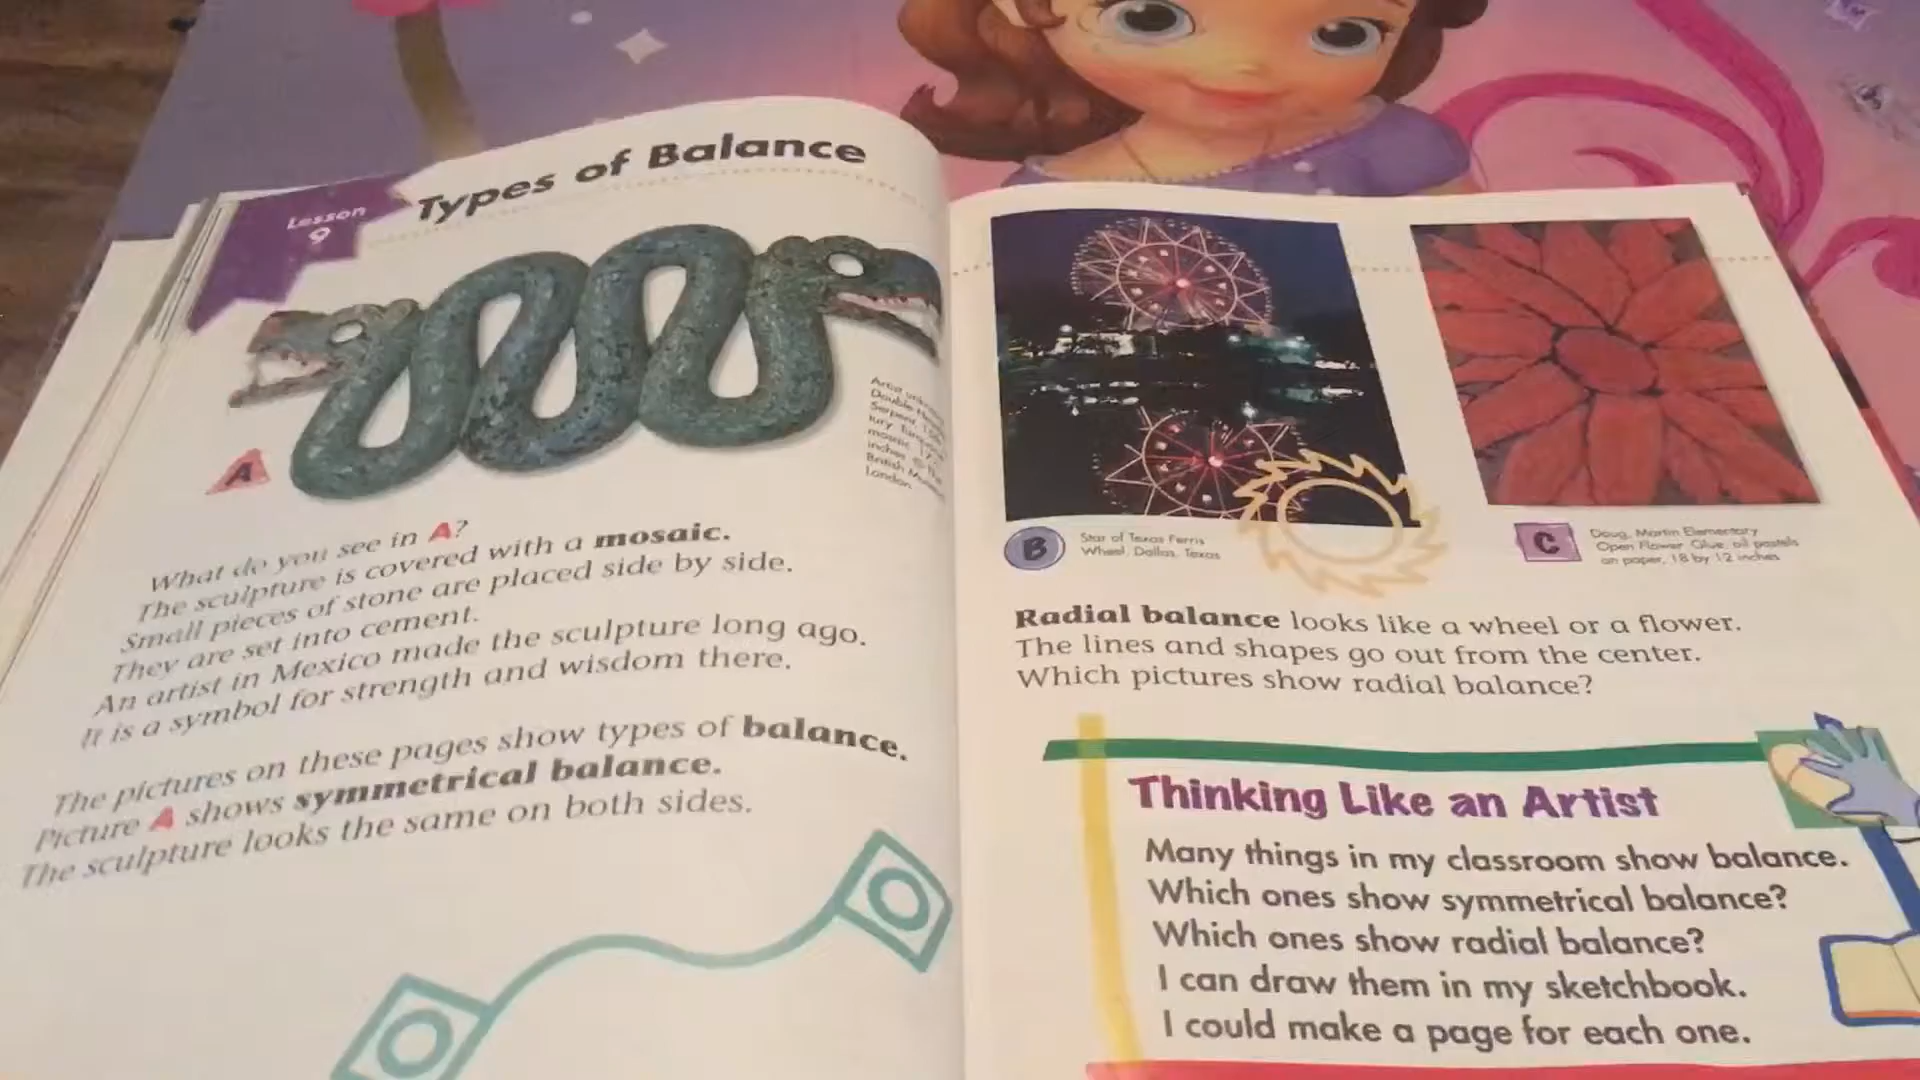 Lesson
9
Types of Balance
A
What do you see in A?
The sculpture is covered with a mosaic.
Small pieces of stone are placed side by side.
They are set into cement.
An artist in Mexico made the sculpture long ago.
It is a symbol for strength and wisdom there.
The pictures on these pages show types of balance.
Picture A shows symmetrical balance.
The sculpture looks the same on both sides.
Artist
Double
Serpent,
mosaic
inches
British
London
B
Star of Texas Ferris
Wheel, Dallas, Texas
C
Doug, Martin Elementary
Open Flower. Glue, oil pastels
on paper, 18 by 12 inches
Radial balance looks like a wheel or a flower.
The lines and shapes go out from the center.
Which pictures show radial balance?
Thinking Like an Artist
Many things in my classroom show balance.
Which ones show symmetrical balance?
Which ones show radial balance?
I can draw them in my sketchbook.
I could make a page for each one.